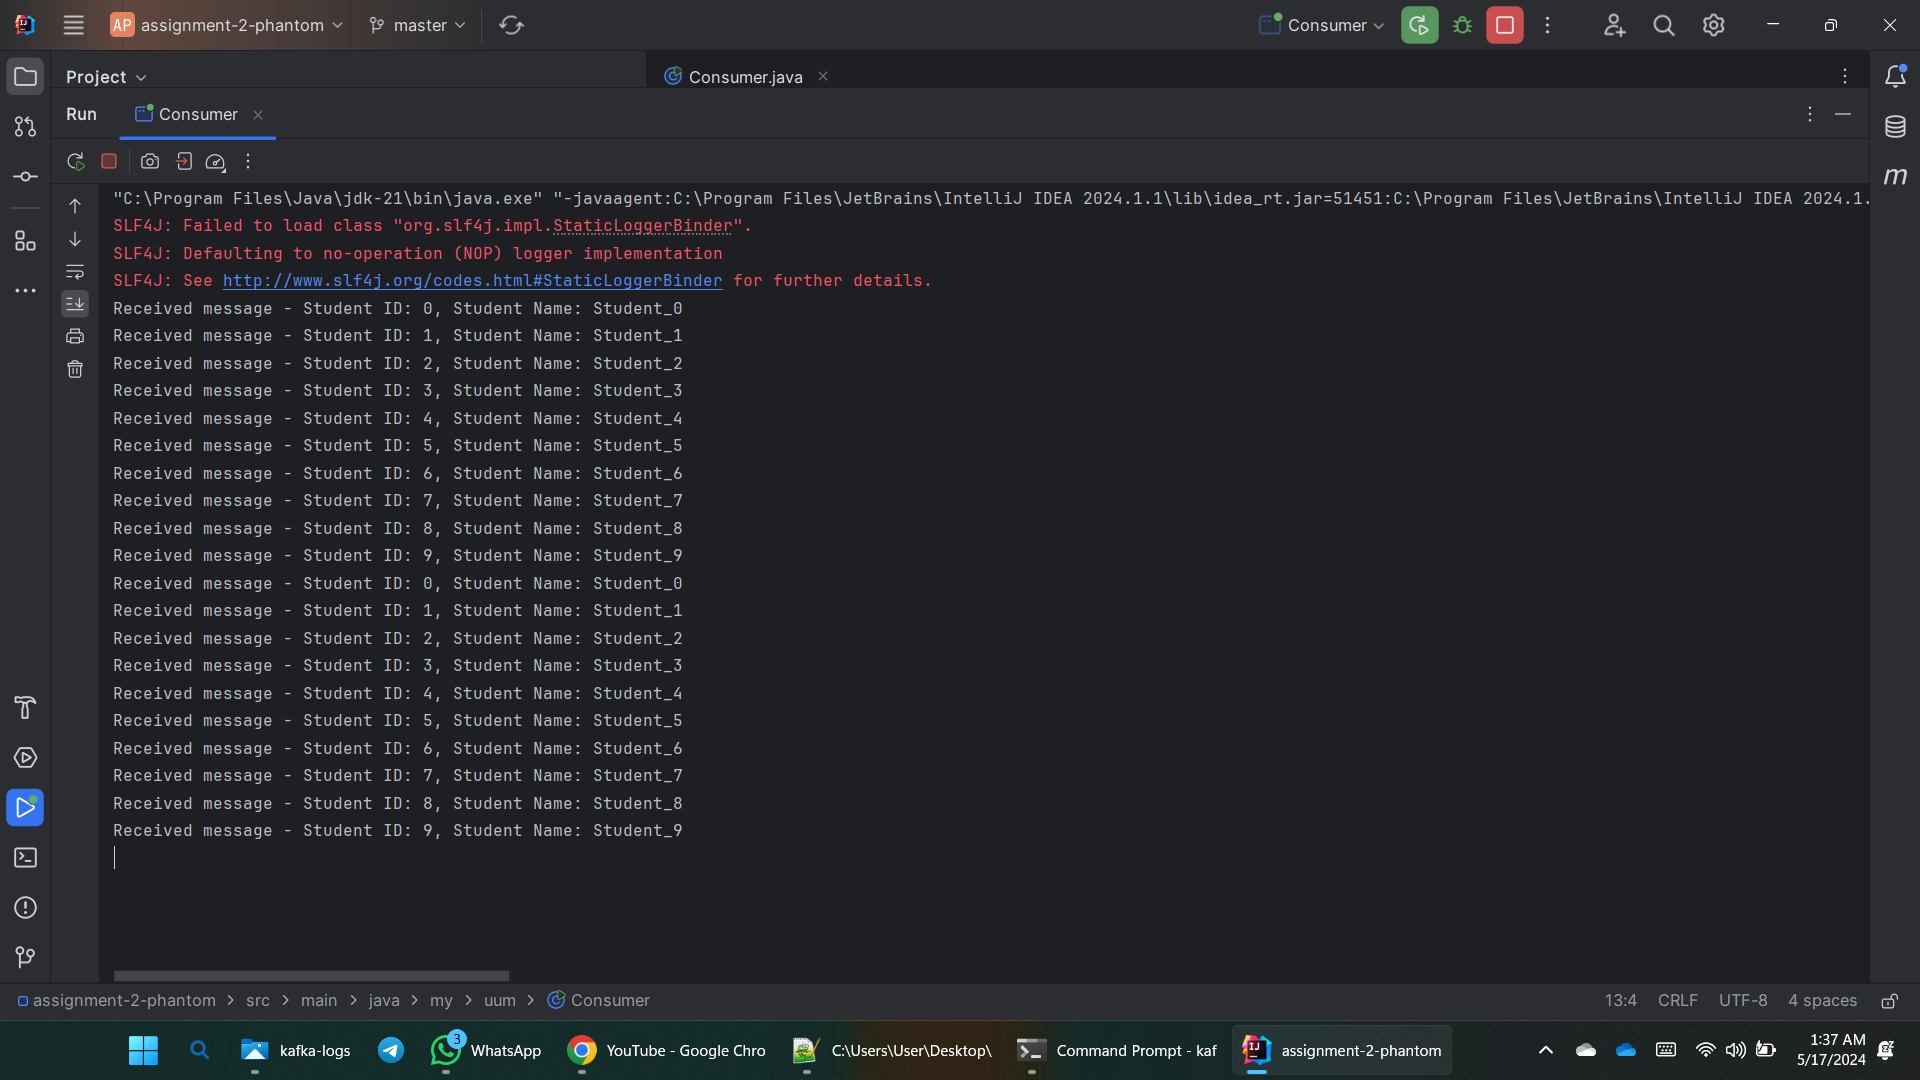 AP assignment-2-phantom master Consumer
Project Consumer.java
Run Consumer
"C:\Program Files\Java\jdk-21\bin\java.exe" "-javaagent:C:\Program Files\JetBrains\IntelliJ IDEA 2024.1.1\lib\idea_rt.jar=51451:C:\Program Files\JetBrains\IntelliJ IDEA 2024.1.
SLF4J: Failed to load class "org.slf4j.impl.StaticLoggerBinder".
SLF4J: Defaulting to no-operation (NOP) logger implementation
SLF4J: See http://www.slf4j.org/codes.html#StaticLoggerBinder for further details.
Received message - Student ID: 0, Student Name: Student_0
Received message - Student ID: 1, Student Name: Student_1
Received message - Student ID: 2, Student Name: Student_2
Received message - Student ID: 3, Student Name: Student_3
Received message - Student ID: 4, Student Name: Student_4
Received message - Student ID: 5, Student Name: Student_5
Received message - Student ID: 6, Student Name: Student_6
Received message - Student ID: 7, Student Name: Student_7
Received message - Student ID: 8, Student Name: Student_8
Received message - Student ID: 9, Student Name: Student_9
Received message - Student ID: 0, Student Name: Student_0
Received message - Student ID: 1, Student Name: Student_1
Received message - Student ID: 2, Student Name: Student_2
Received message - Student ID: 3, Student Name: Student_3
Received message - Student ID: 4, Student Name: Student_4
Received message - Student ID: 5, Student Name: Student_5
Received message - Student ID: 6, Student Name: Student_6
Received message - Student ID: 7, Student Name: Student_7
Received message - Student ID: 8, Student Name: Student_8
Received message - Student ID: 9, Student Name: Student_9
assignment-2-phantom > src > main > java > my > uum > Consumer 13:4 CRLF UTF-8 4 spaces
kafka-logs 3 WhatsApp YouTube - Google Chro C:\Users\User\Desktop\ Command Prompt - kaf assignment-2-phantom 1:37 AM
5/17/2024